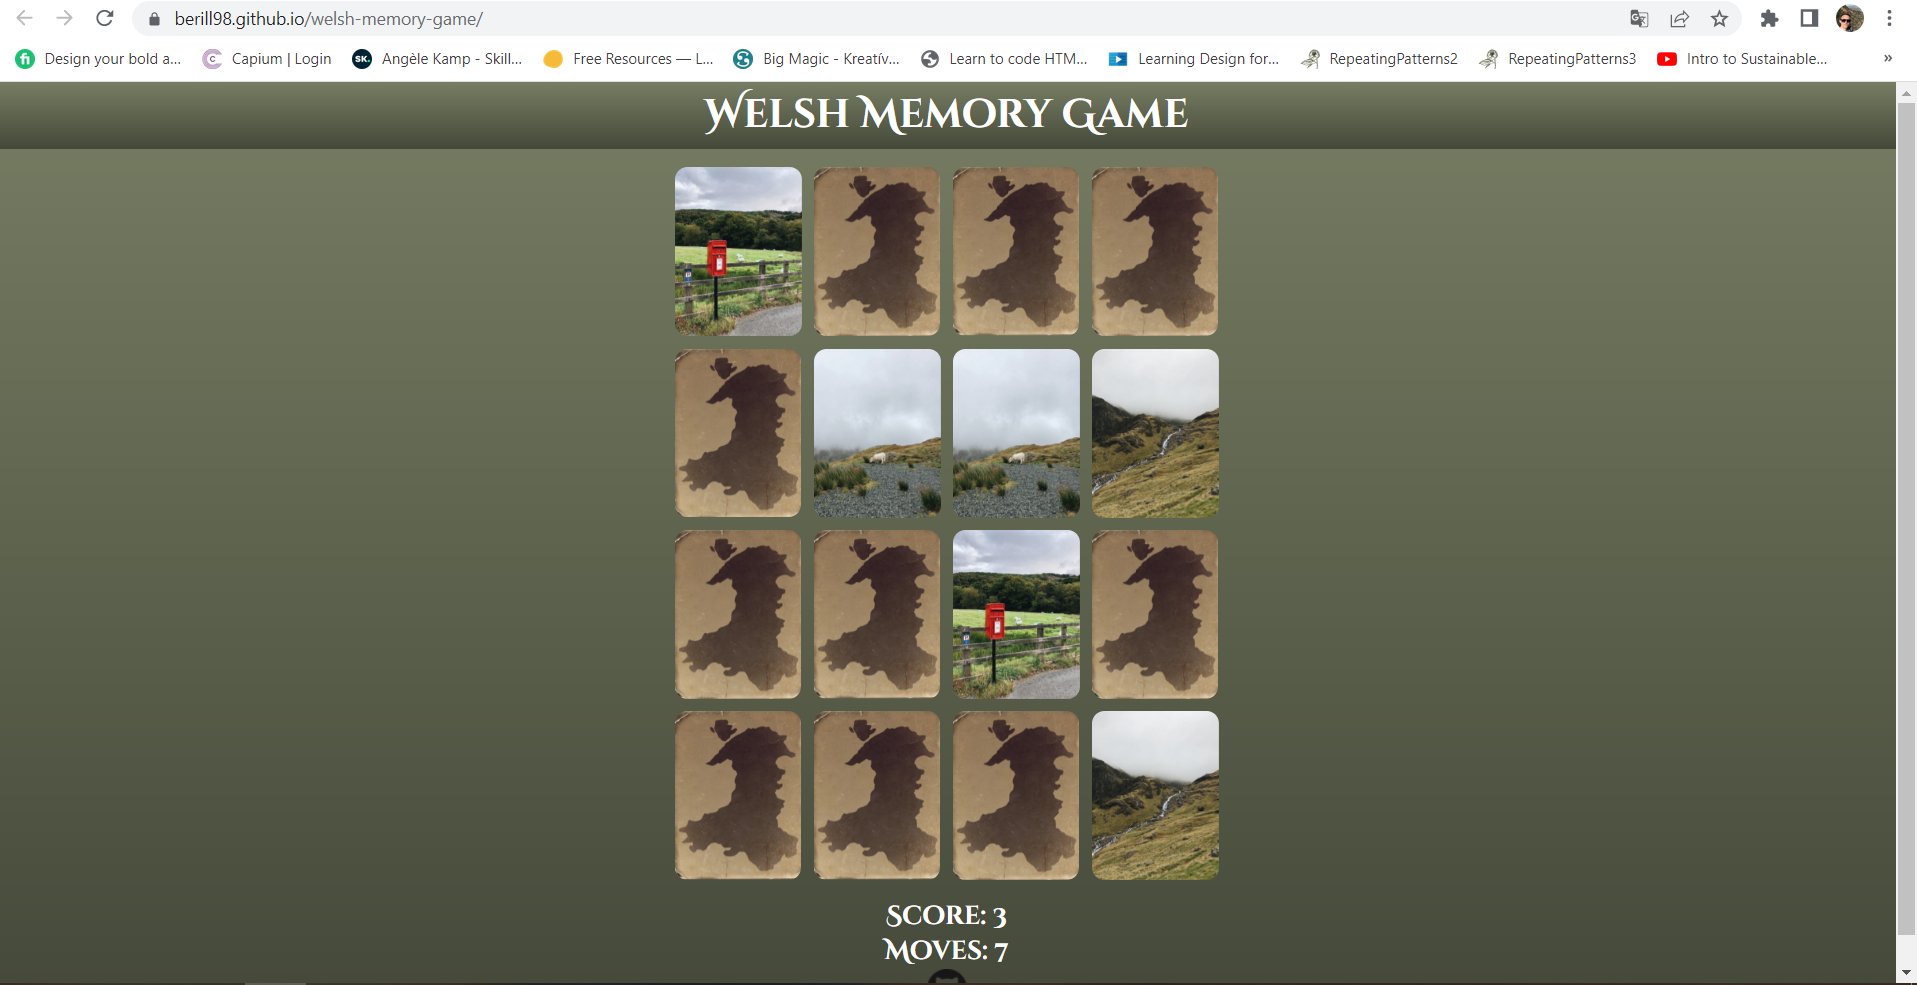 berill98.github.io/welsh-memory-game/
Design your bold a...
Capium | Login
Angèle Kamp - Skill...
Free Resources — L...
Big Magic - Kreatív...
Learn to code HTM...
Learning Design for...
RepeatingPatterns2
RepeatingPatterns3
Intro to Sustainable...
»
Welsh Memory Game
Score: 3
Moves: 7